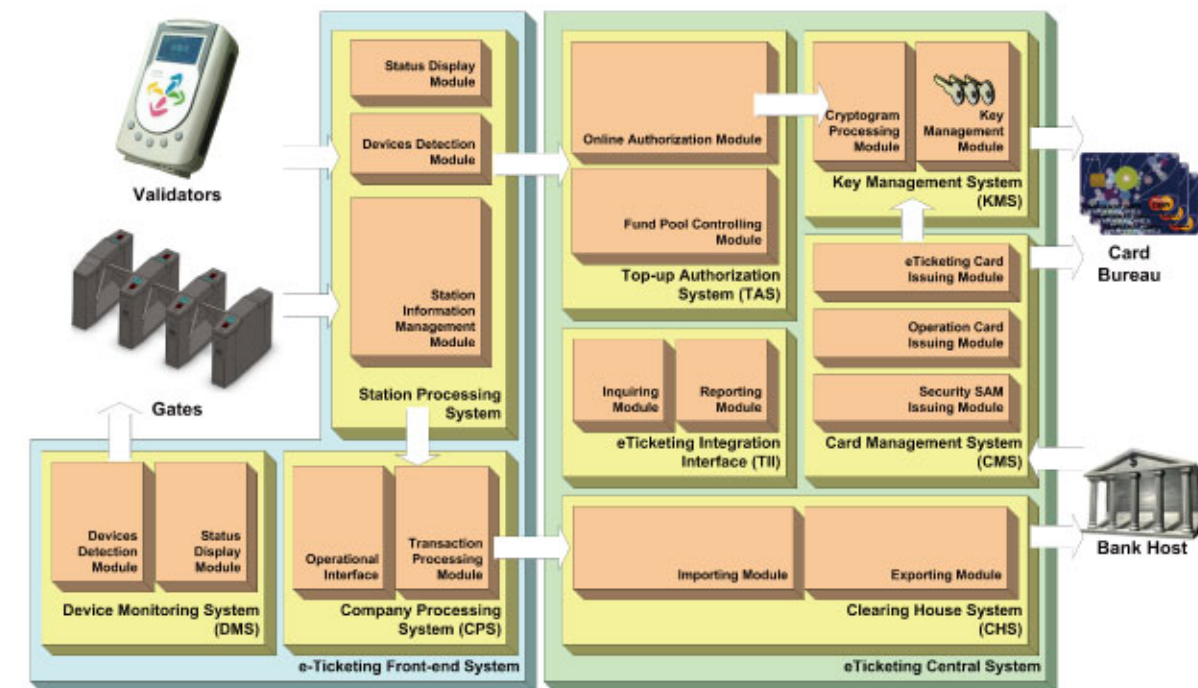 Validators
Gates
Status Display
Module
Devices Detection
Module
Station
Information
Management
Module
Station Processing
System
Devices
Detection
Module
Status
Display
Module
Device Monitoring System
(DMS)
Operational
Interface
Transaction
Processing
Module
Company Processing
System (CPS)
e-Ticketing Front-end System
Online Authorization Module
Fund Pool Controlling
Module
Top-up Authorization
System (TAS)
Cryptogram
Processing
Module
Key
Management
Module
Key Management System
(KMS)
Inquiring
Module
Reporting
Module
eTicketing Integration
Interface (TII)
eTicketing Card
Issuing Module
Operation Card
Issuing Module
Security SAM
Issuing Module
Card Management System
(CMS)
Importing Module
Exporting Module
Clearing House System
(CHS)
eTicketing Central System
Card
Bureau
$
Bank Host